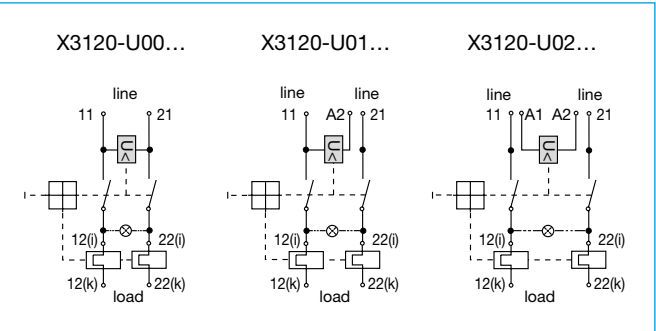 X3120-U00... X3120-U01... X3120-U02...
line line line line line
11 21 11 A2 21 11 A1 A2 21
U< U< U<
12(i) 22(i) 12(i) 22(i) 12(i) 22(i)
12(k) 22(k) 12(k) 22(k) 12(k) 22(k)
load load load